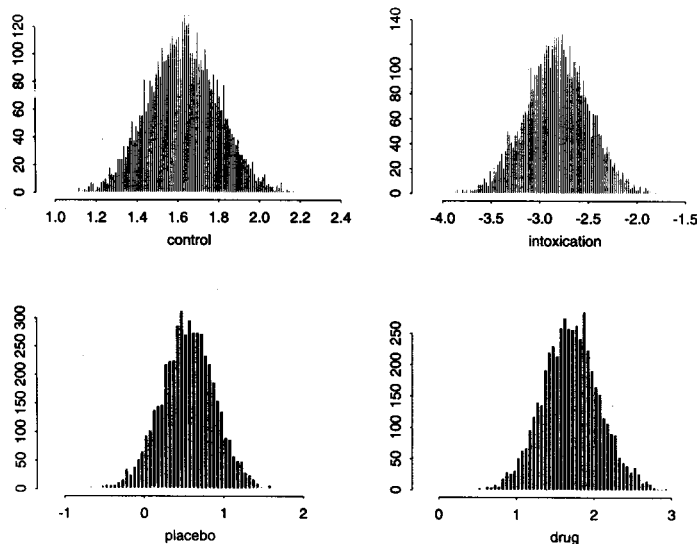 0 20 40 60 80 100 120
1.0 1.2 1.4 1.6 1.8 2.0 2.2 2.4
control
0 20 40 60 80 100 140
-4.0 -3.5 -3.0 -2.5 -2.0 -1.5
intoxication
0 50 100 150 200 250 300
-1 0 1 2
placebo
0 50 100 150 200 250
0 1 2 3
drug